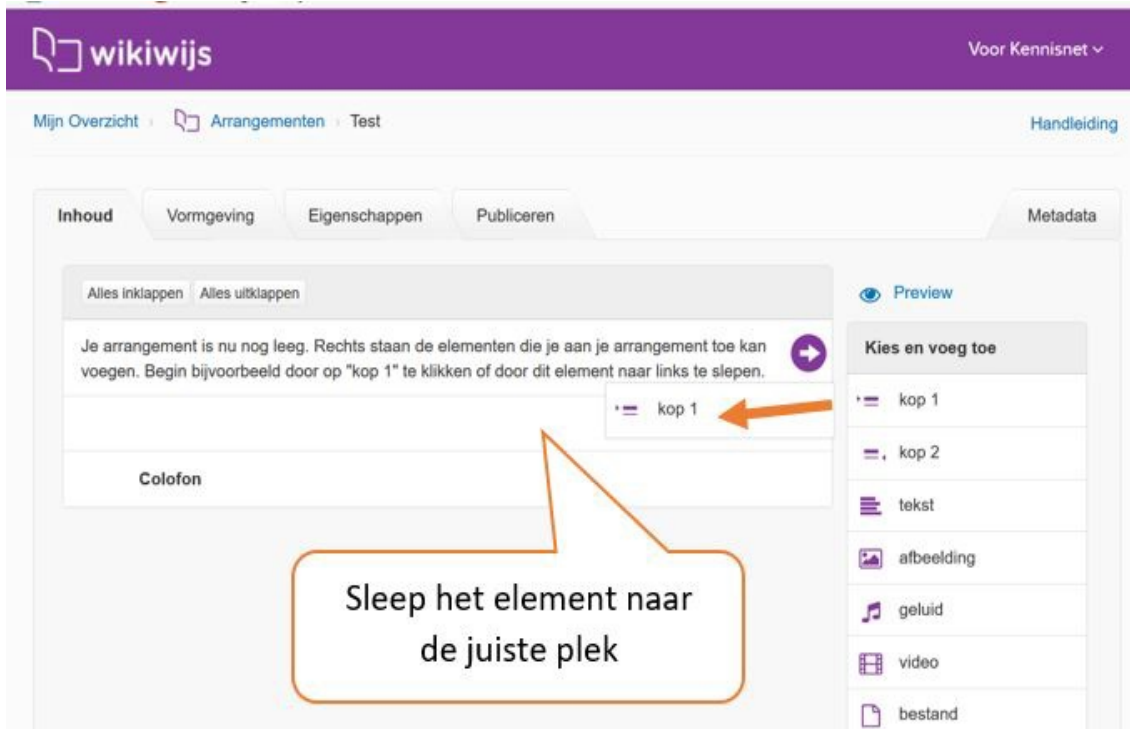 wikiwijs
Voor Kennisnet
Mijn Overzicht
Arrangementen
Test
Handleiding
Inhoud
Vormgeving
Eigenschappen
Publiceren
Metadata
Alles inklappen
Alles uitklappen
Preview
Je arrangement is nu nog leeg. Rechts staan de elementen die je aan je arrangement toe kan
voegen. Begin bijvoorbeeld door op "kop 1" te klikken of door dit element naar links te slepen.
kop 1
Colofon
Sleep het element naar
de juiste plek
Kies en voeg toe
kop 1
kop 2
tekst
afbeelding
geluid
video
bestand